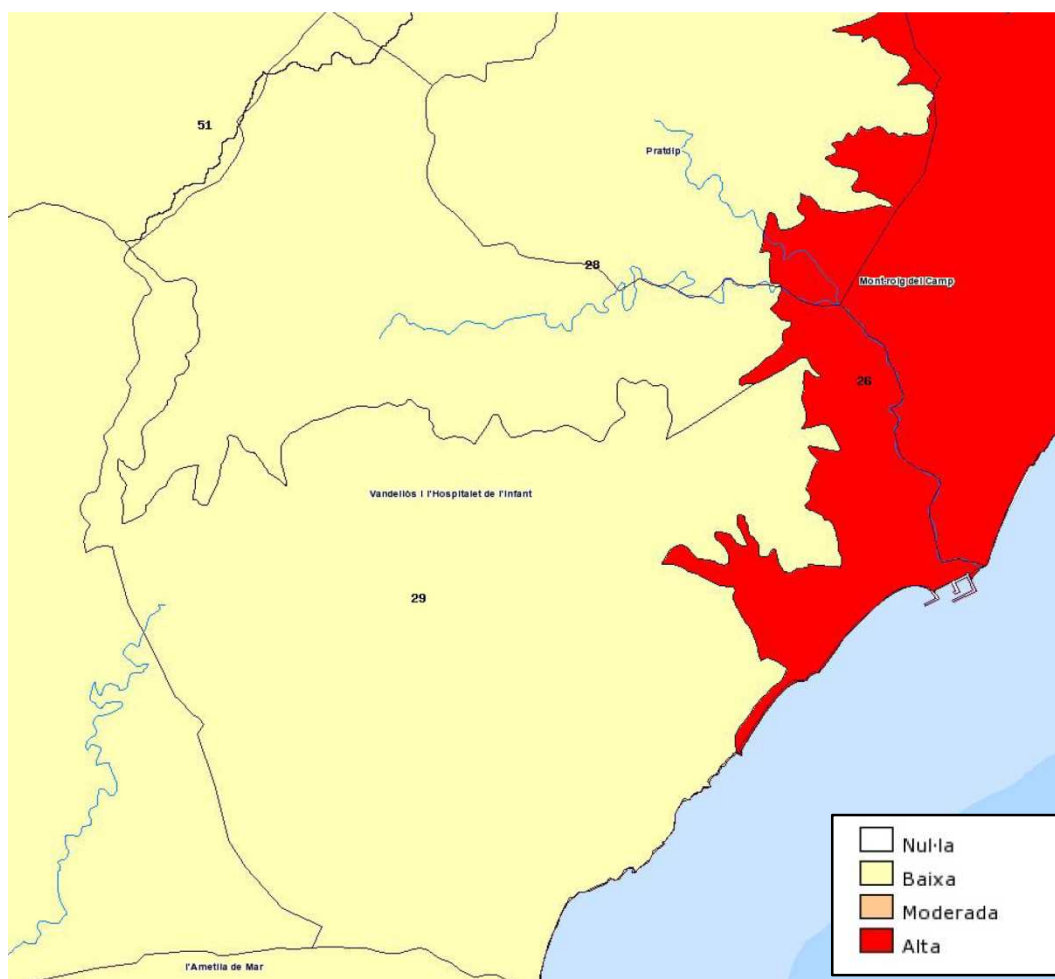 51
Pratdip
28
Mont-roig del Camp
26
Vandellòs i l'Hospitalet de l'Infant
29
Nul·la
Baixa
Moderada
Alta
l'Ametlla de Mar